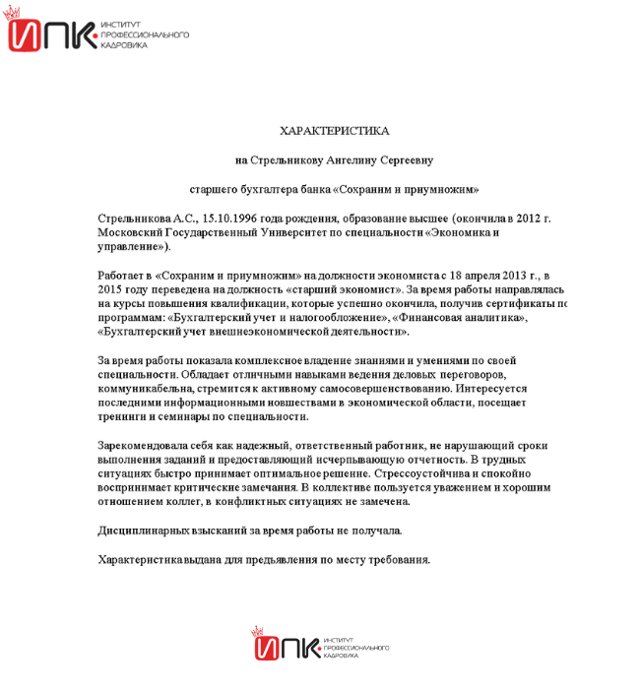 ИПК ИНСТИТУТ
ПРОФЕССИОНАЛЬНОГО
КАДРОВИКА
ХАРАКТЕРИСТИКА
на Стрельникову Ангелину Сергеевну
старшего бухгалтера банка «Сохраним и приумножим»
Стрельникова А.С., 15.10.1996 года рождения, образование высшее (окончила в 2012 г.
Московский Государственный Университет по специальности «Экономика и
управление»).
Работает в «Сохраним и приумножим» на должности экономиста с 18 апреля 2013 г., в
2015 году переведена на должность «старший экономист». За время работы направлялась
на курсы повышения квалификации, которые успешно окончила, получив сертификаты по
программам: «Бухгалтерский учет и налогообложение», «Финансовая аналитика»,
«Бухгалтерский учет внешнеэкономической деятельности».
За время работы показала комплексное владение знаниями и умениями по своей
специальности. Обладает отличными навыками ведения деловых переговоров,
коммуникабельна, стремится к активному самосовершенствованию. Интересуется
последними информационными новшествами в экономической области, посещает
тренинги и семинары по специальности.
Зарекомендовала себя как надежный, ответственный работник, не нарушающий сроки
выполнения заданий и предоставляющий исчерпывающую отчетность. В трудных
ситуациях быстро принимает оптимальное решение. Стрессоустойчива и спокойно
воспринимает критические замечания. В коллективе пользуется уважением и хорошим
отношением коллег, в конфликтных ситуациях не замечена.
Дисциплинарных взысканий за время работы не получала.
Характеристика выдана для предъявления по месту требования.
ИПК ИНСТИТУТ
ПРОФЕССИОНАЛЬНОГО
КАДРОВИКА